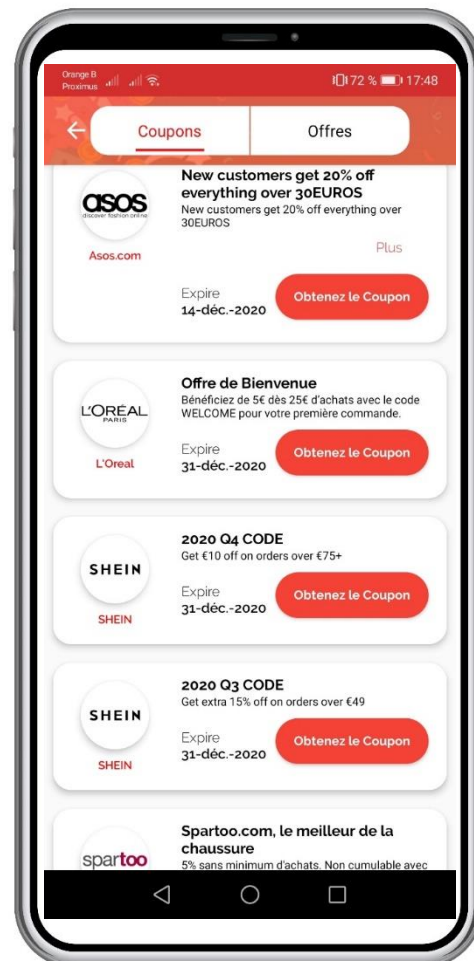 Orange B
Proximus
72 % 17:48
Coupons Offres
New customers get 20% off
everything over 30EUROS
New customers get 20% off everything over
30EUROS
asos
discover fashion online
Asos.com
Plus
Expire
14-déc.-2020
Obtenez le Coupon
Offre de Bienvenue
Bénéficiez de 5€ dès 25€ d'achats avec le code
WELCOME pour votre première commande.
L'ORÉAL
PARIS
L'Oreal
Expire
31-déc.-2020
Obtenez le Coupon
2020 Q4 CODE
Get €10 off on orders over €75+
SHEIN
SHEIN
Expire
31-déc.-2020
Obtenez le Coupon
2020 Q3 CODE
Get extra 15% off on orders over €49
SHEIN
SHEIN
Expire
31-déc.-2020
Obtenez le Coupon
Spartoo.com, le meilleur de la
chaussure
5% sans minimum d'achats. Non cumulable avec
spartoo